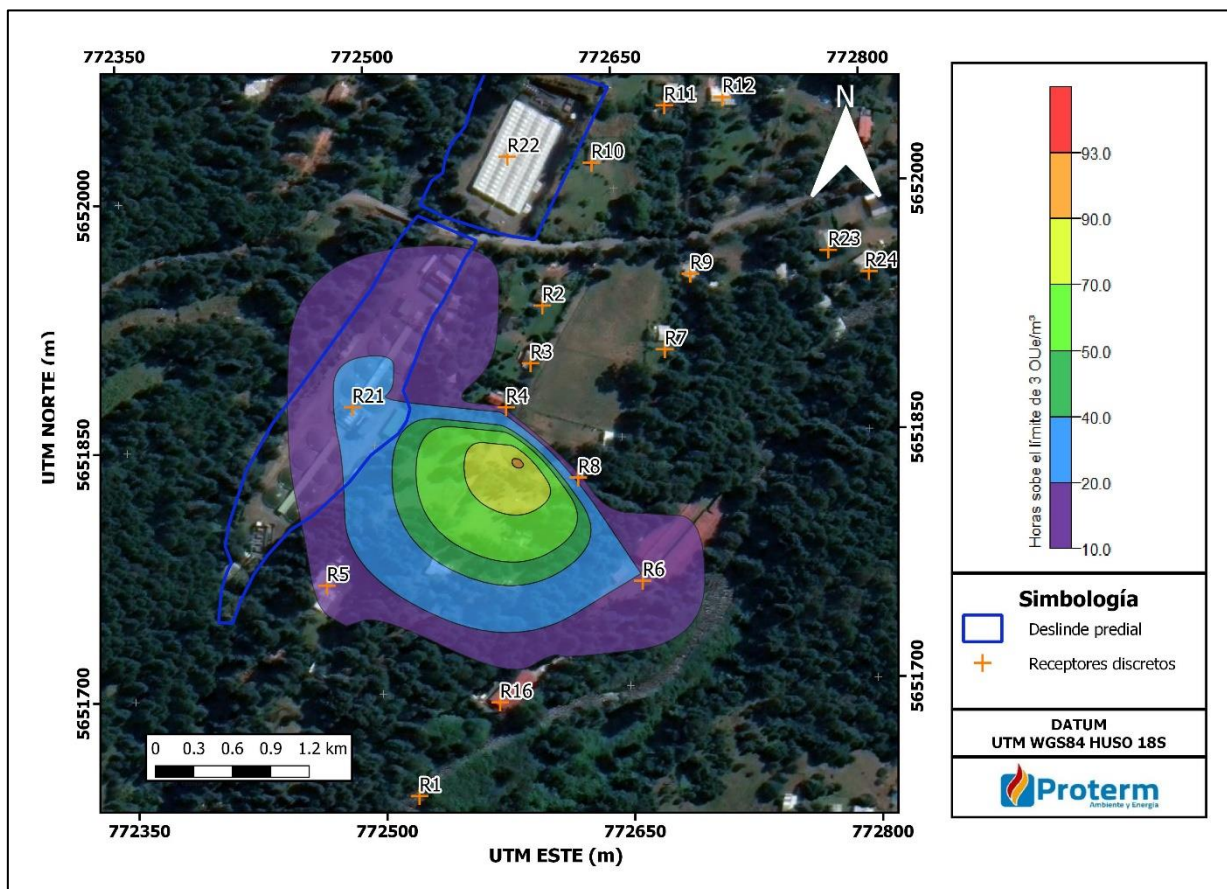 772350 772500 772650 772800
R11
R12
N
R22
R10
5652000
5652000
R23
R9
R24
R2
R7
R3
R21
R4
5651850
5651850
UTM NORTE (m)
R8
R5
R6
5651700
5651700
R16
0 0.3 0.6 0.9 1.2 km
R1
772350 772500 772650 772800
UTM ESTE (m)
Horas sobe el límite de 3 OUe/m³
93.0
90.0
70.0
50.0
40.0
20.0
10.0
Simbología
Deslinde predial
Receptores discretos
DATUM
UTM WGS84 HUSO 18S
Proterm
Ambiente y Energía